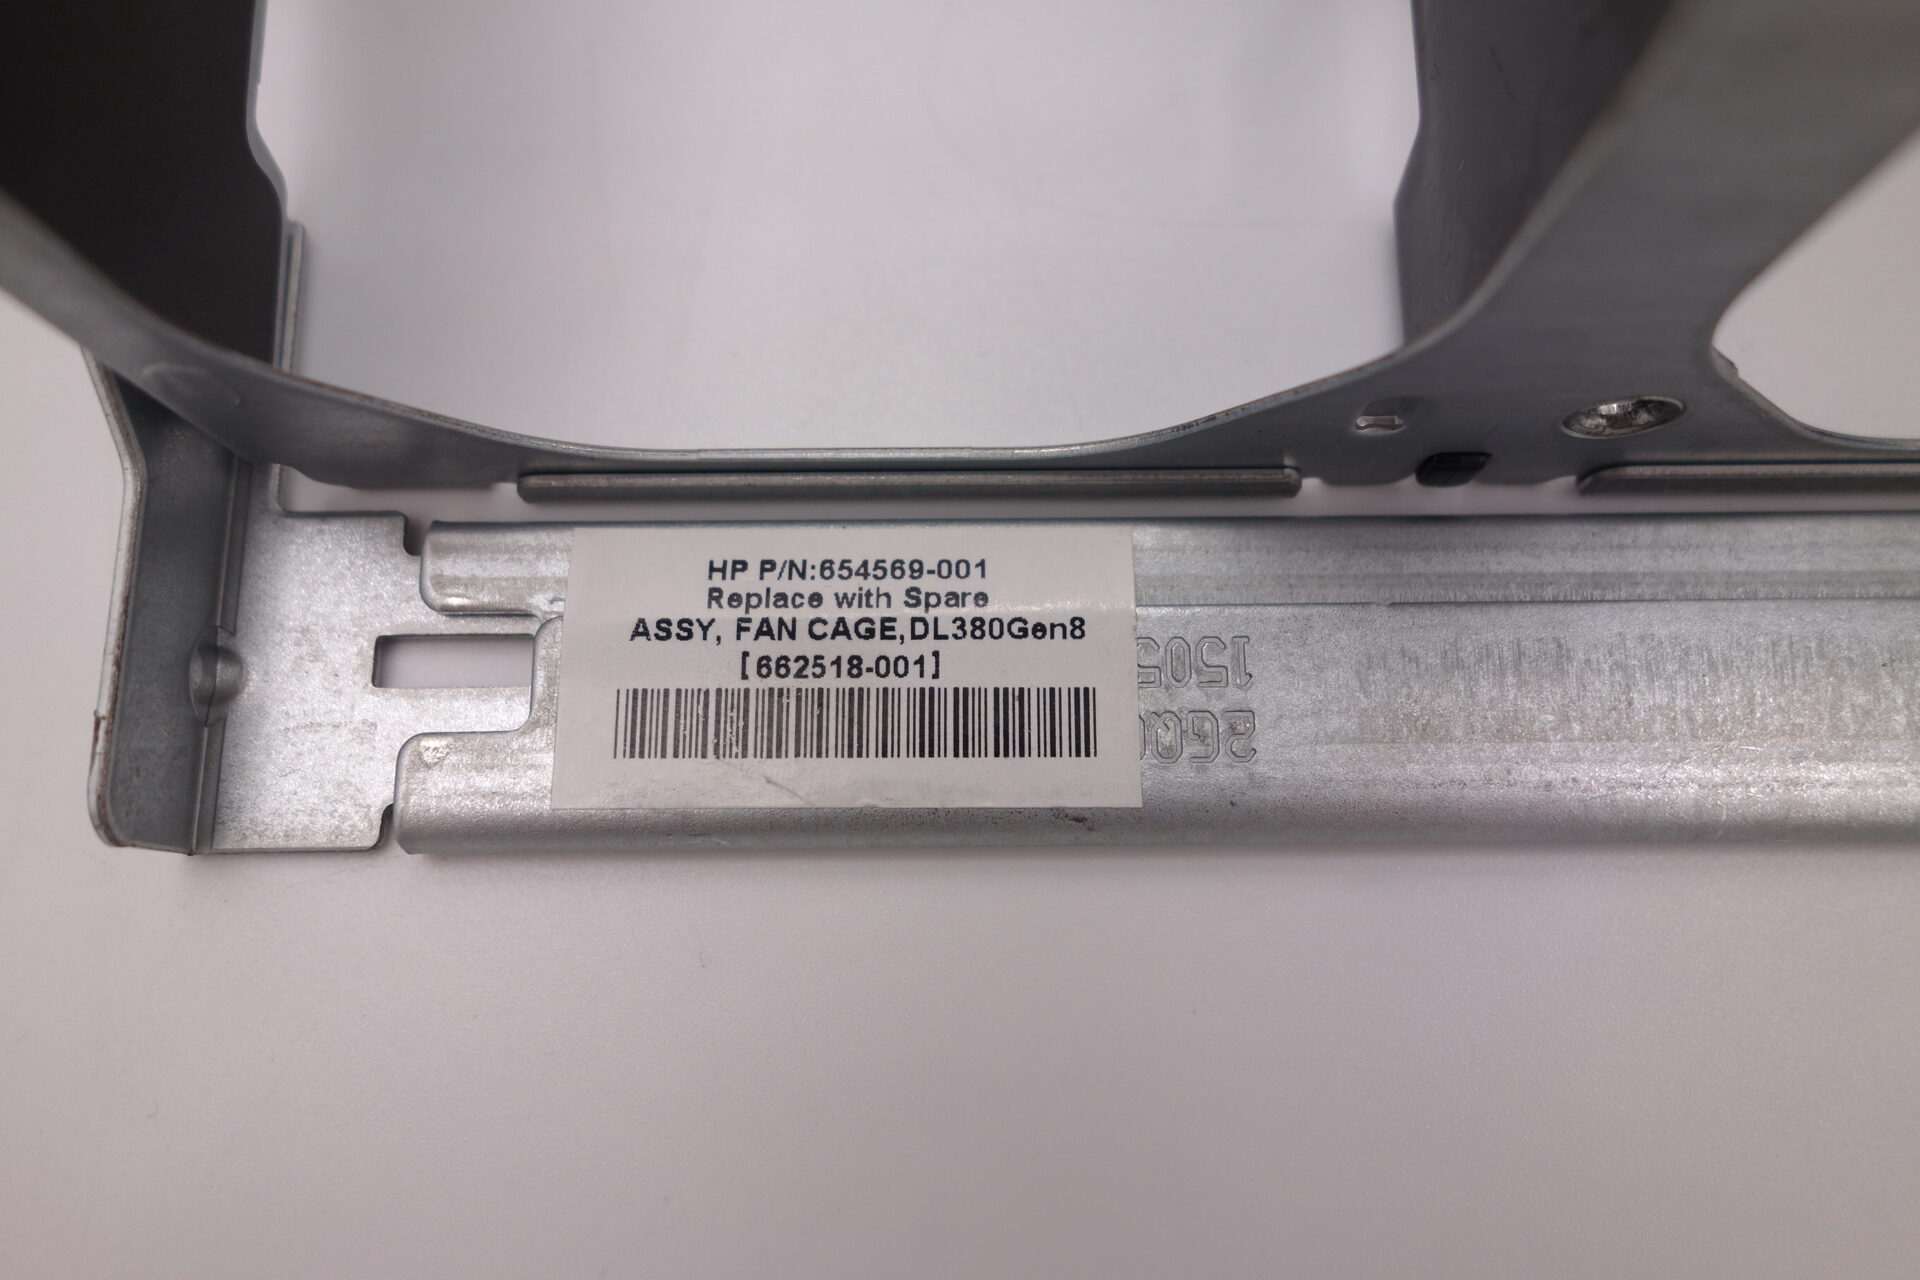 HP P/N:654569-001
Replace with Spare
ASSY, FAN CAGE,DL380Gen8
[662518-001]